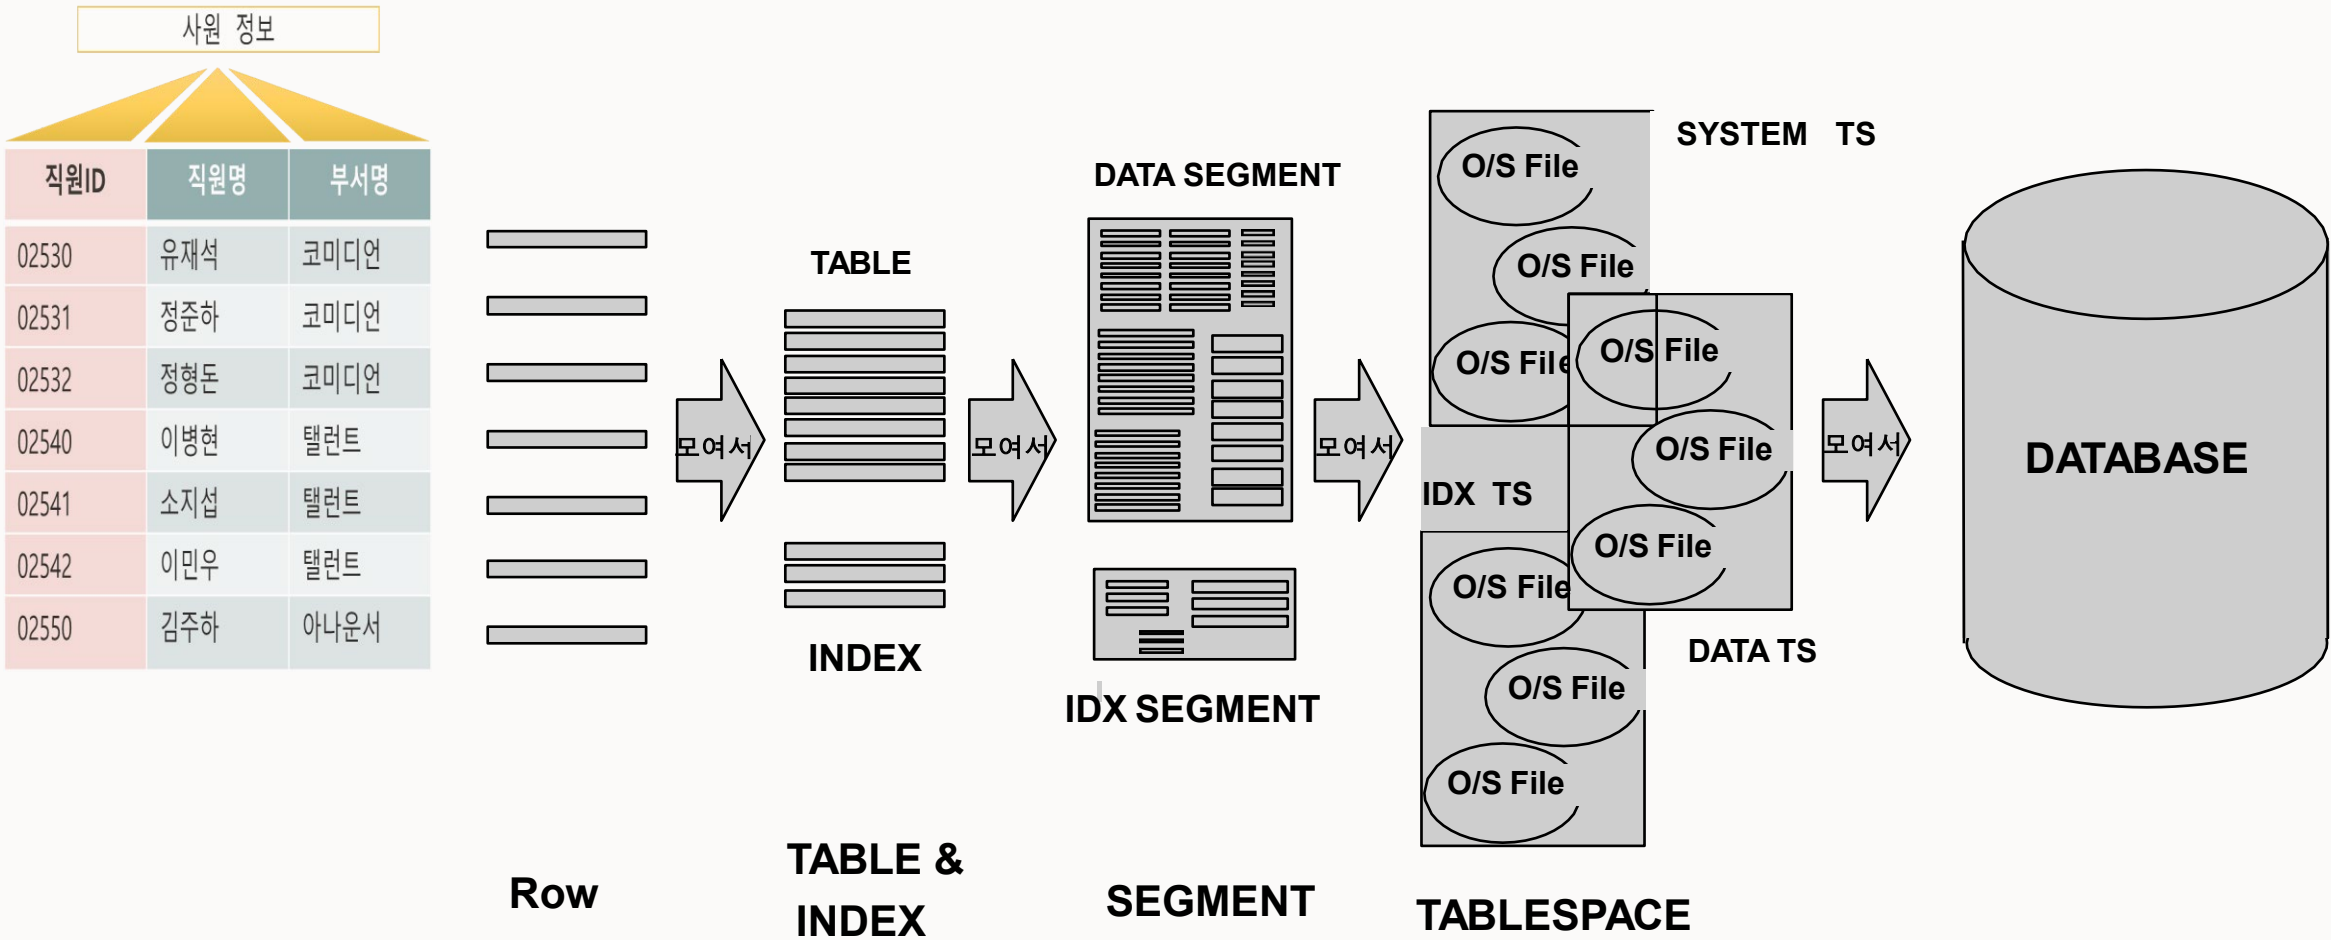 사원 정보
직원ID 직원명 부서명
02530 유재석 코미디언
02531 정준하 코미디언
02532 정형돈 코미디언
02540 이병현 탤런트
02541 소지섭 탤런트
02542 이민우 탤런트
02550 김주하 아나운서
Row
모여서
TABLE
INDEX
TABLE &
INDEX
모여서
DATA SEGMENT
IDX SEGMENT
SEGMENT
모여서
SYSTEM TS
O/S File
O/S File
O/S File
O/S File
O/S File
O/S File
DATA TS
IDX TS
O/S File
O/S File
O/S File
TABLESPACE
모여서
DATABASE